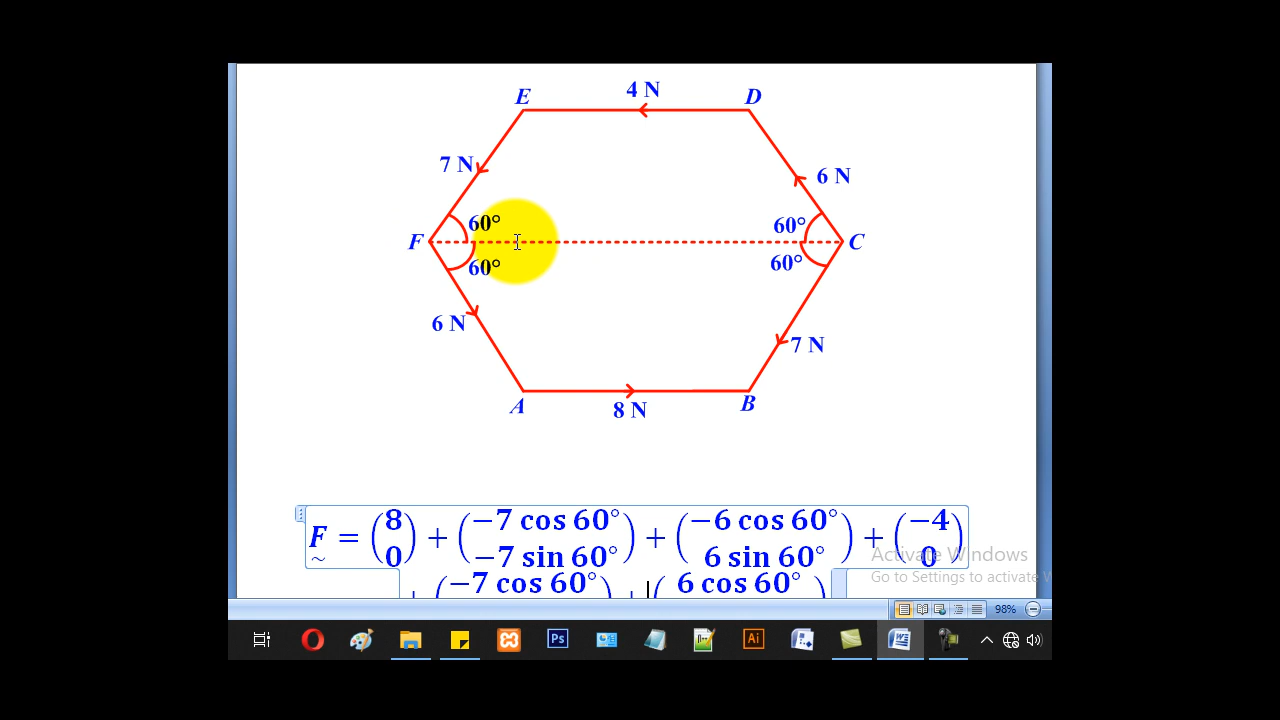 E
4 N
D
7 N
6 N
60°
60°
F
C
60°
60°
6 N
7 N
A
8 N
B
F = (8 0) + (−7 cos 60° −7 sin 60°) + (−6 cos 60° 6 sin 60°) + (−4 0)
+ (−7 cos 60°) + (6 cos 60°)
Activate Windows
Go to Settings to activate W
98%
Ps
Ai
W